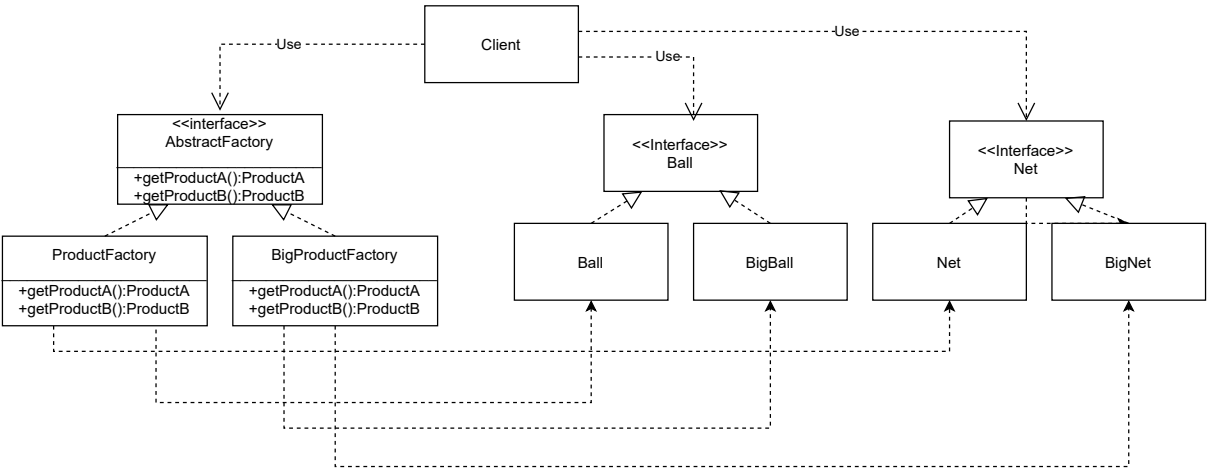 Client
Use
Use
Use
<<interface>>
AbstractFactory
+getProductA():ProductA
+getProductB():ProductB
<<Interface>>
Ball
<<Interface>>
Net
ProductFactory
+getProductA():ProductA
+getProductB():ProductB
BigProductFactory
+getProductA():ProductA
+getProductB():ProductB
Ball
BigBall
Net
BigNet